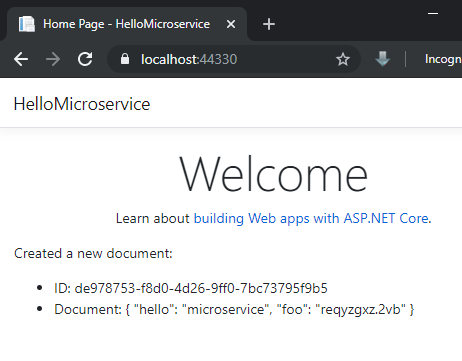 Home Page - HelloMicroservice
localhost:44330
Incogn
HelloMicroservice
Welcome
Learn about building Web apps with ASP.NET Core.
Created a new document:
ID: de978753-f8d0-4d26-9ff0-7bc73795f9b5
Document: { "hello": "microservice", "foo": "reqyzgxz.2vb" }